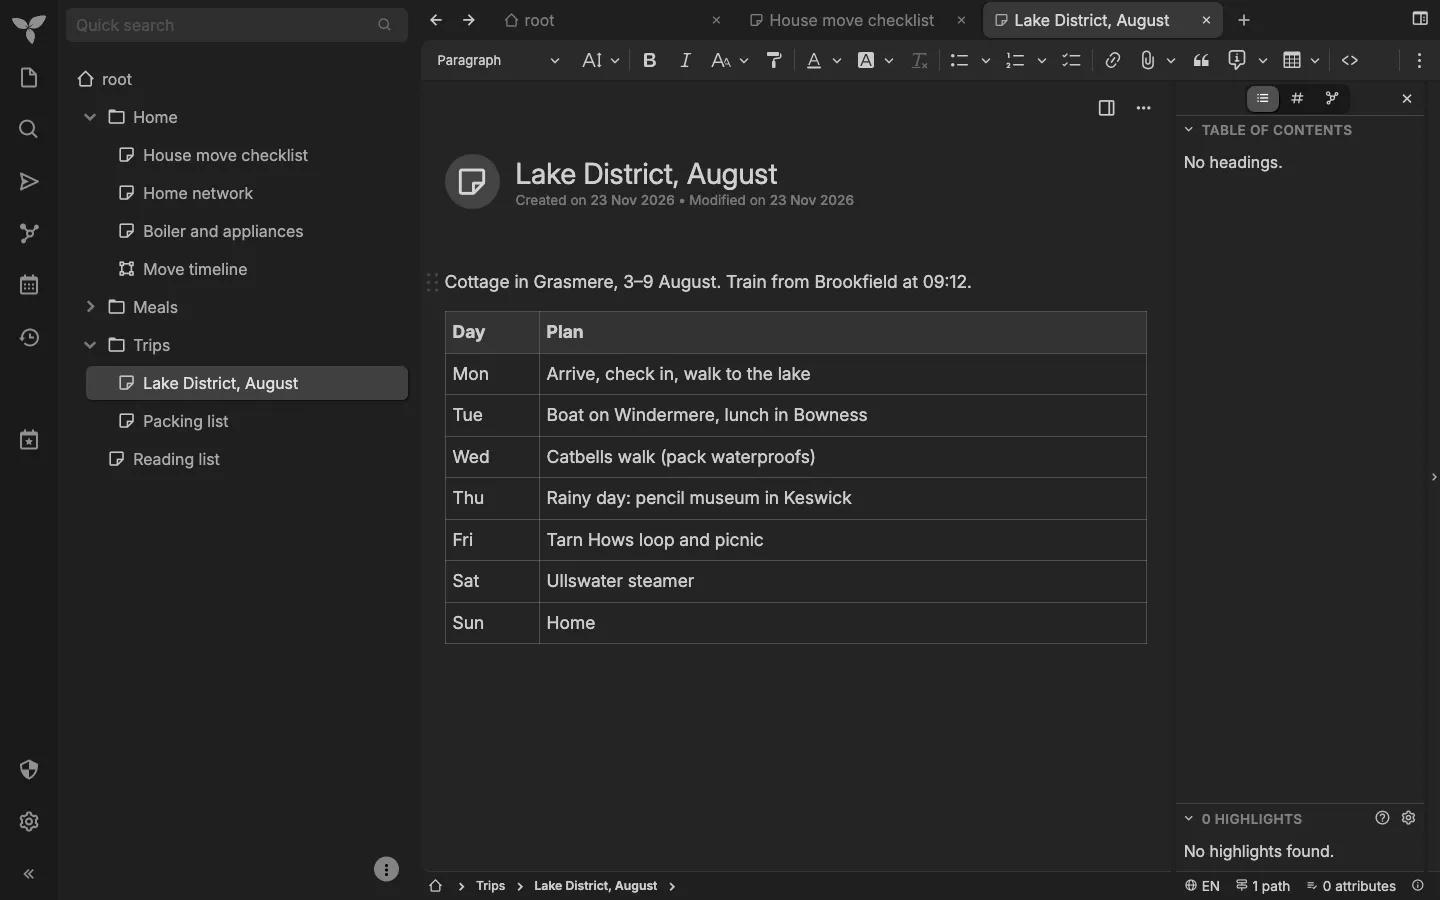 Quick search
root
Home
House move checklist
Home network
Boiler and appliances
Move timeline
Meals
Trips
Lake District, August
Packing list
Reading list
root
House move checklist
Lake District, August
Paragraph
Lake District, August
Created on 23 Nov 2026 • Modified on 23 Nov 2026
Cottage in Grasmere, 3–9 August. Train from Brookfield at 09:12.
Day Plan
Mon Arrive, check in, walk to the lake
Tue Boat on Windermere, lunch in Bowness
Wed Catbells walk (pack waterproofs)
Thu Rainy day: pencil museum in Keswick
Fri Tarn Hows loop and picnic
Sat Ullswater steamer
Sun Home
TABLE OF CONTENTS
No headings.
0 HIGHLIGHTS
No highlights found.
Trips › Lake District, August ›
EN 1 path 0 attributes